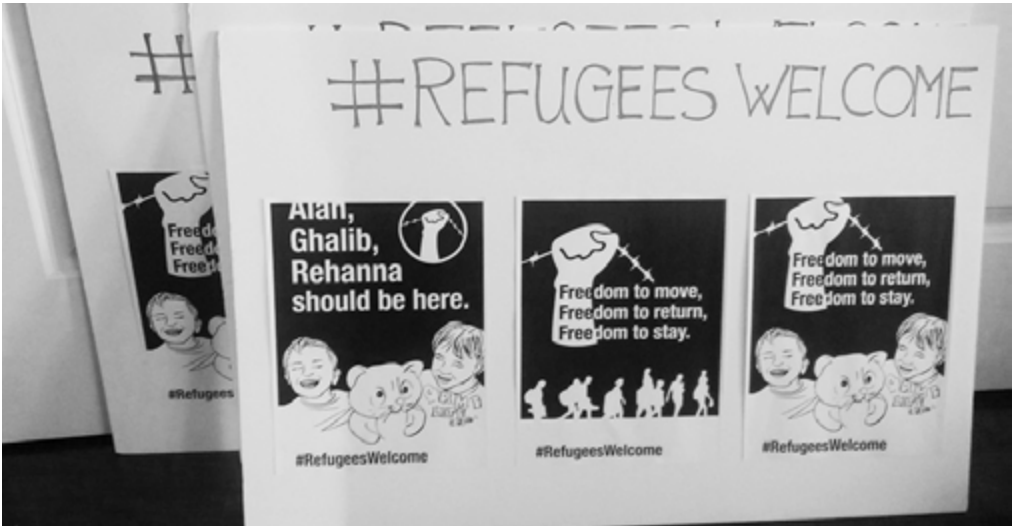 #REFUGEES WELCOME
#
Alan,
Ghalib,
Rehanna
should be here.
#RefugeesWelcome
Freedom to move,
Freedom to return,
Freedom to stay.
#RefugeesWelcome
Freedom to move,
Freedom to return,
Freedom to stay.
#RefugeesWelcome
#Refugees